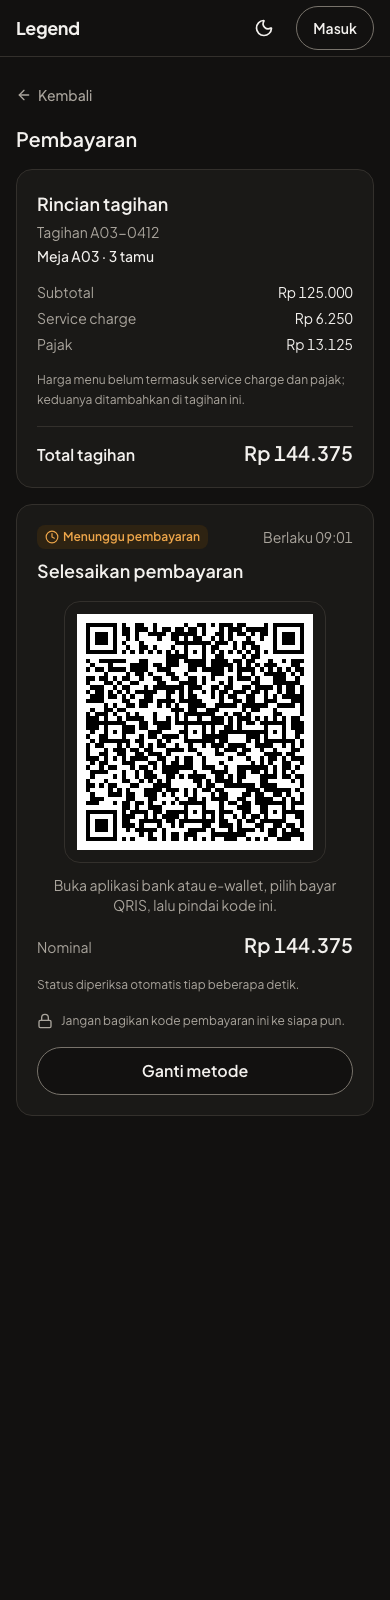 Legend
Masuk
Kembali
Pembayaran
Rincian tagihan
Tagihan A03-0412
Meja A03 · 3 tamu
Subtotal Rp 125.000
Service charge Rp 6.250
Pajak Rp 13.125
Harga menu belum termasuk service charge dan pajak;
keduanya ditambahkan di tagihan ini.
Total tagihan Rp 144.375
Menunggu pembayaran Berlaku 09:01
Selesaikan pembayaran
Buka aplikasi bank atau e-wallet, pilih bayar
QRIS, lalu pindai kode ini.
Nominal Rp 144.375
Status diperiksa otomatis tiap beberapa detik.
Jangan bagikan kode pembayaran ini ke siapa pun.
Ganti metode